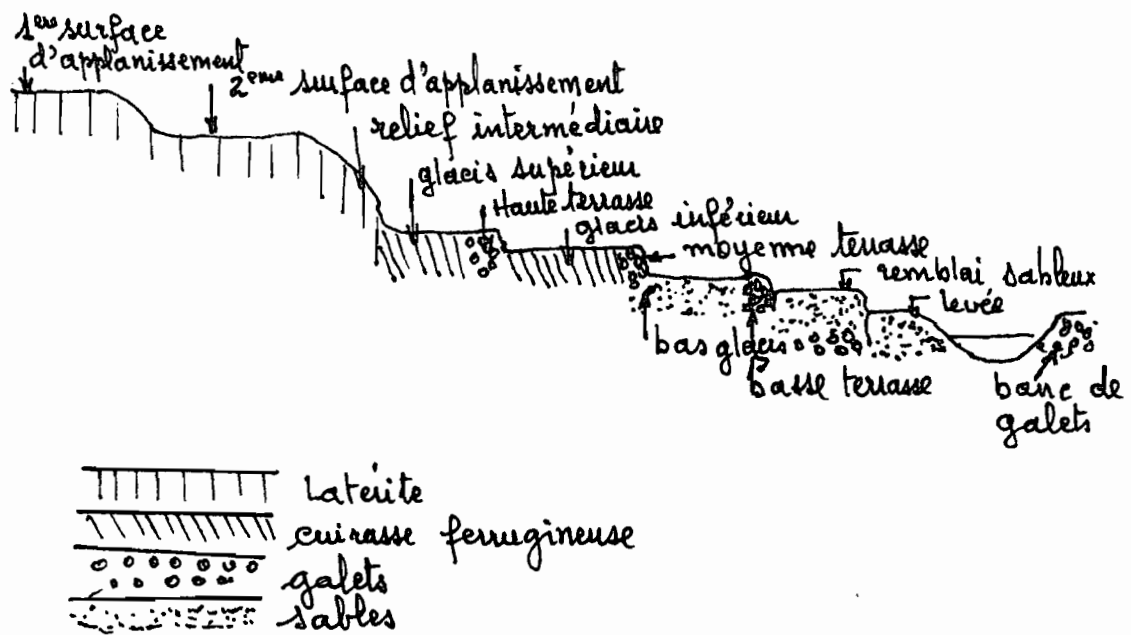 1ère surface
d'applanissement
2ème surface d'applanissement
relief intermédiaire
glacis supérieur
Haute terrasse
glacis inférieur
moyenne terrasse
remblai sableux
levée
bas glacis
basse terrasse
banc de
galets
Latérite
cuirasse ferrugineuse
galets
sables